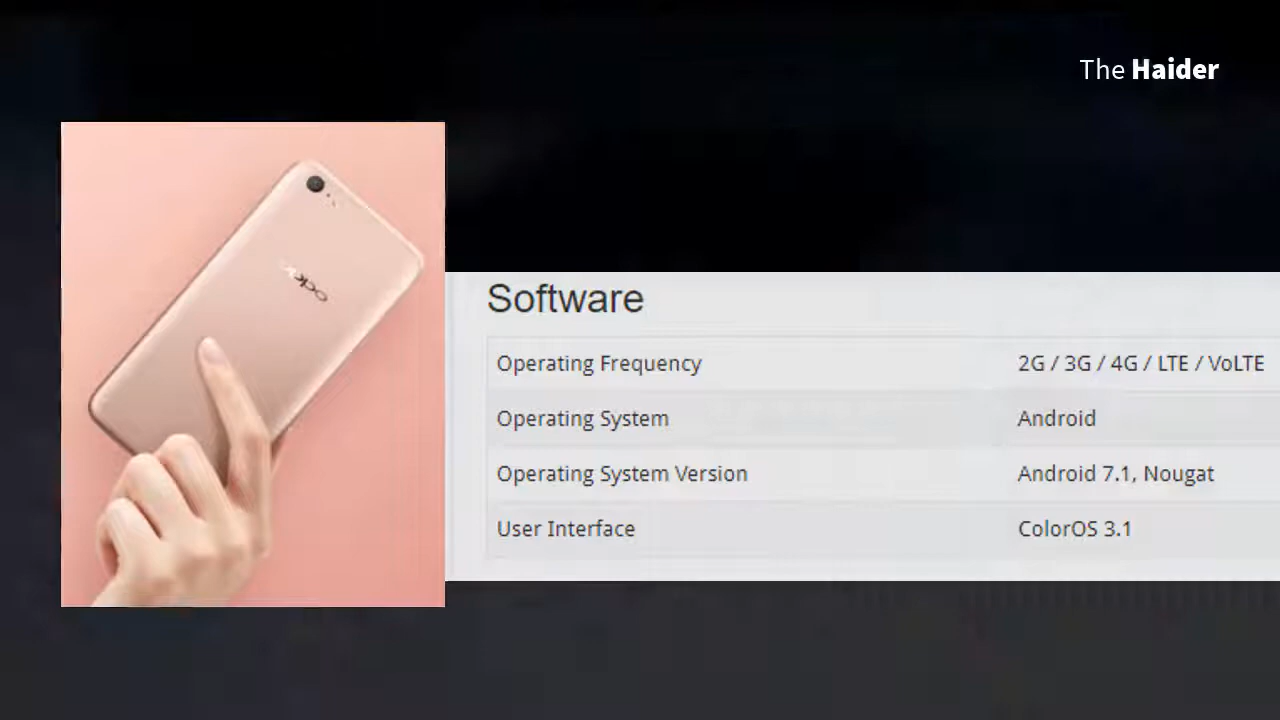 The Haider
oppo
Software
Operating Frequency 2G / 3G / 4G / LTE / VoLTE
Operating System Android
Operating System Version Android 7.1, Nougat
User Interface ColorOS 3.1